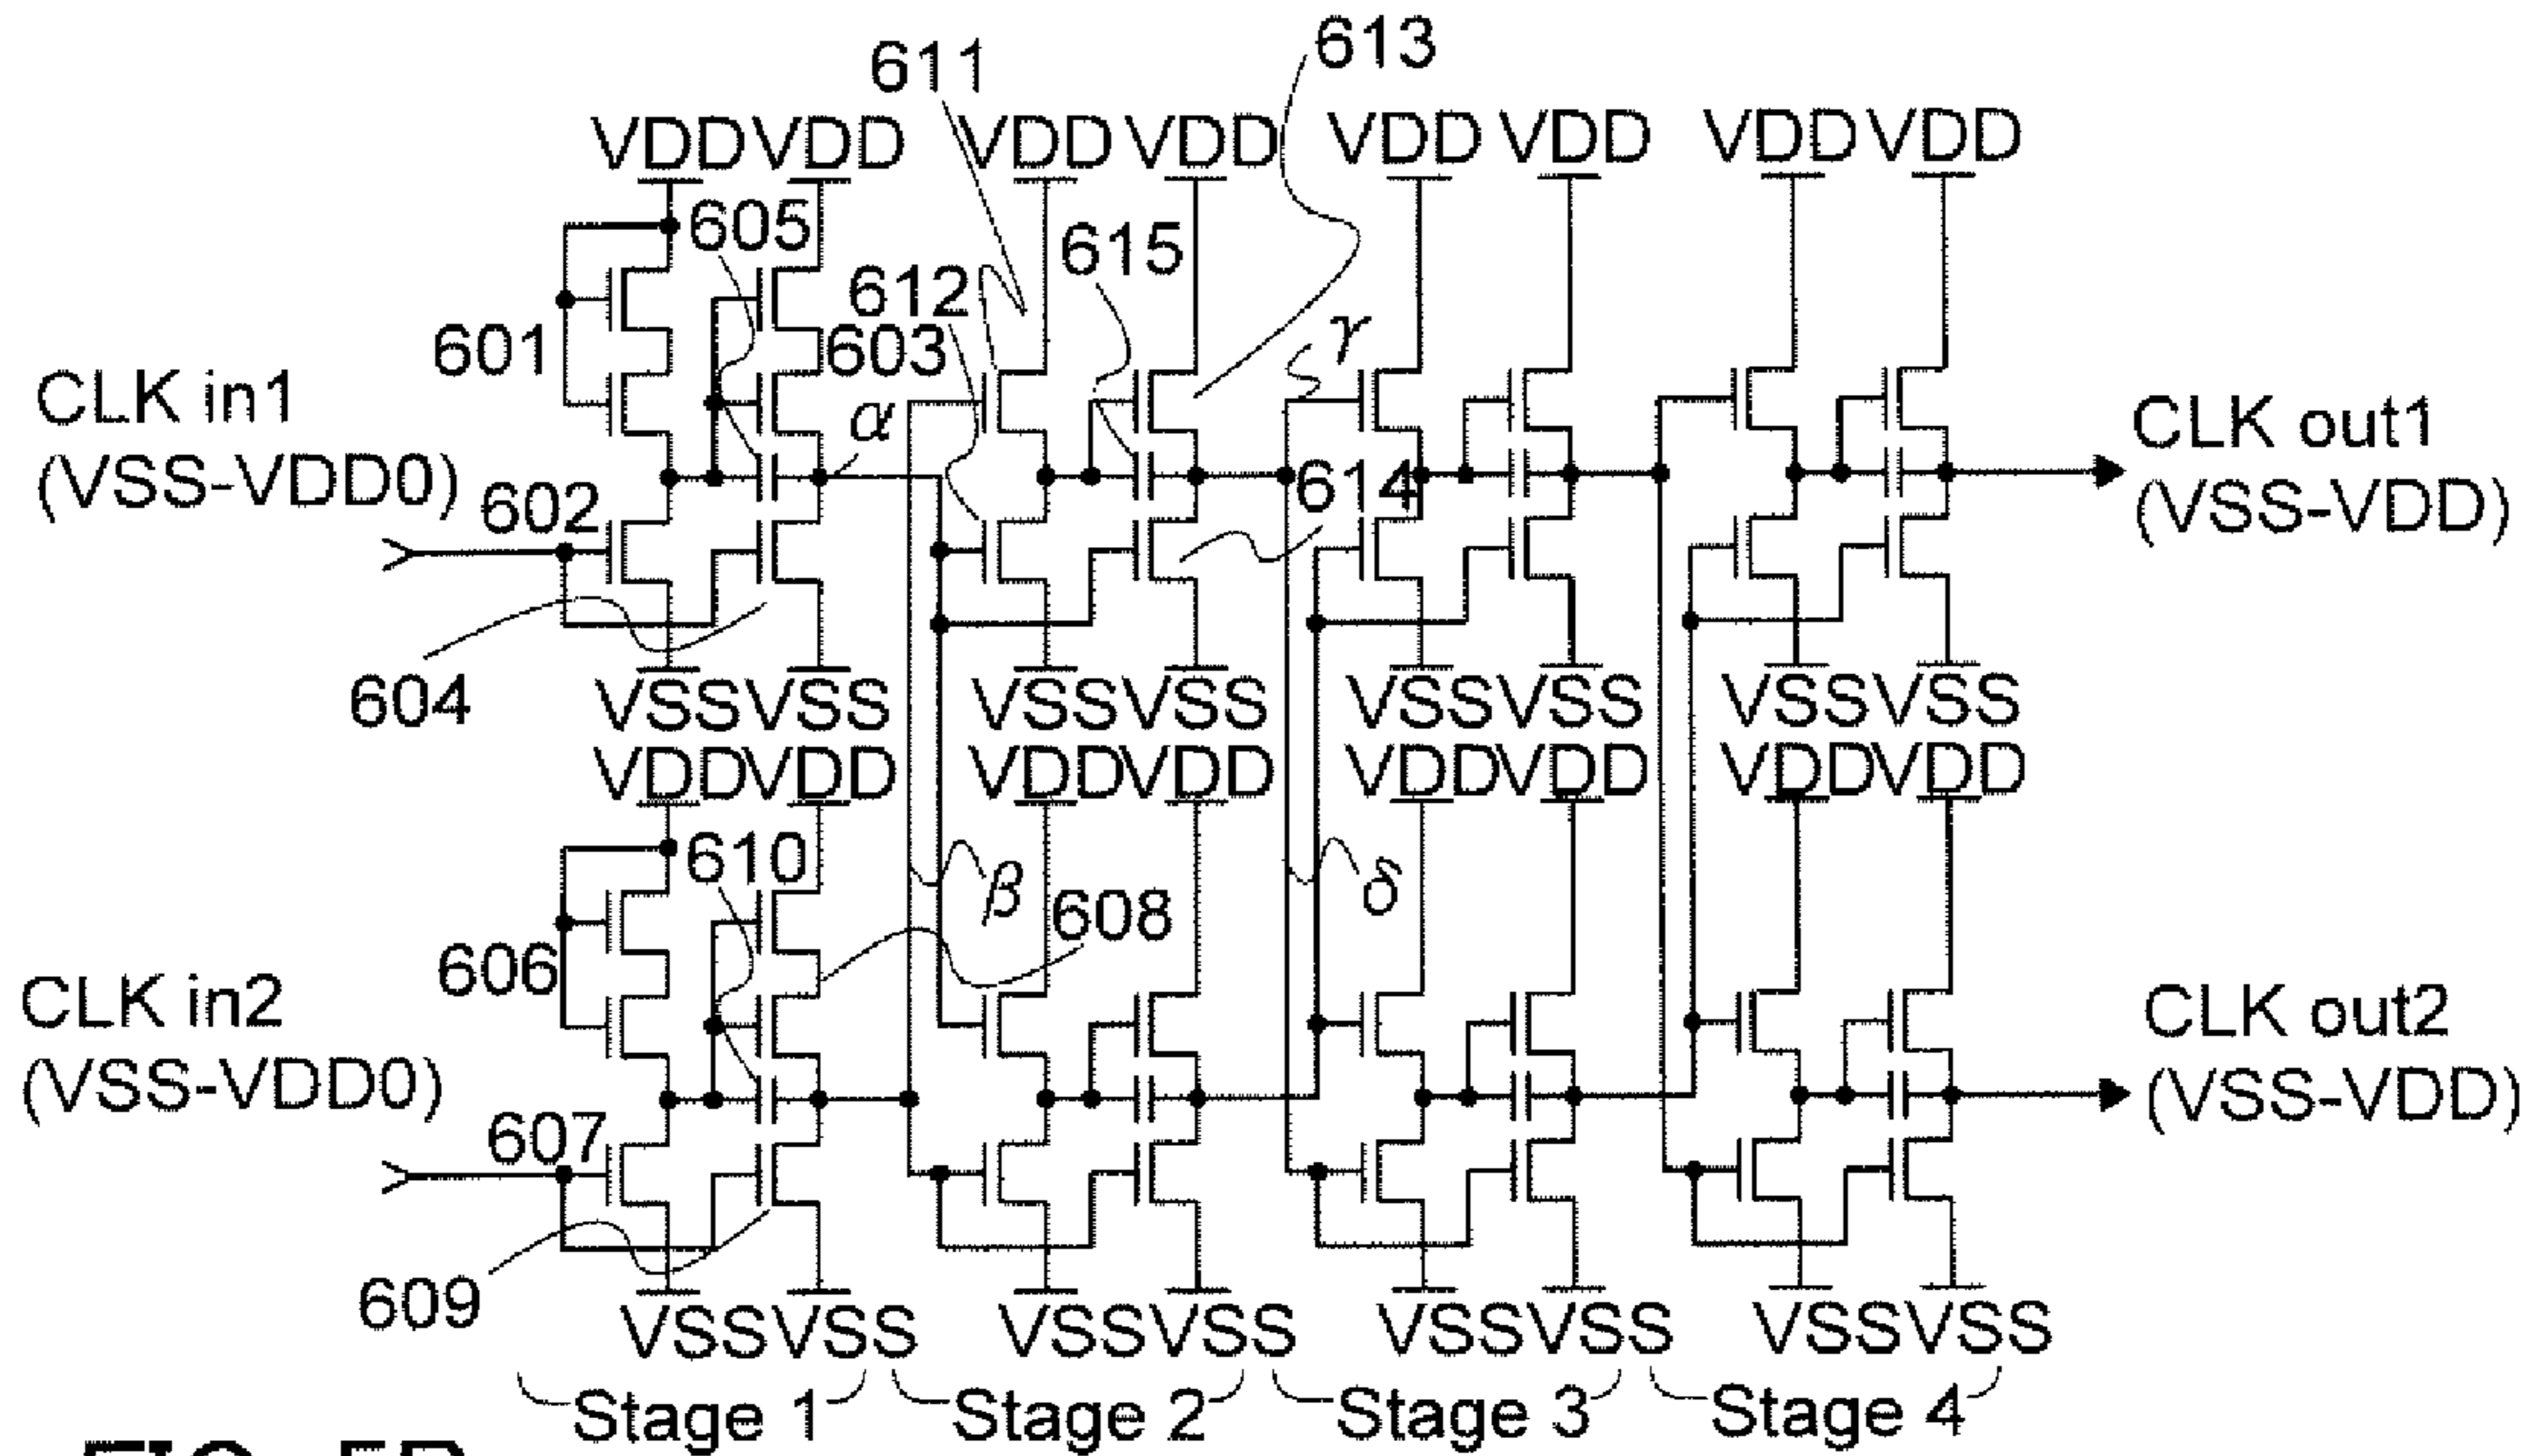 613
611
VDD VDD VDD VDD VDD VDD VDD VDD
605
615
612
601
603
γ
CLK in1
(VSS-VDD0)
α
CLK out1
(VSS-VDD)
602
614
604
VSS VSS VSS VSS VSS VSS VSS VSS
VDD VDD VDD VDD VDD VDD VDD VDD
610
β
δ
608
606
CLK in2
(VSS-VDD0)
CLK out2
(VSS-VDD)
607
609
VSS VSS VSS VSS VSS VSS VSS VSS
Stage 1 Stage 2 Stage 3 Stage 4